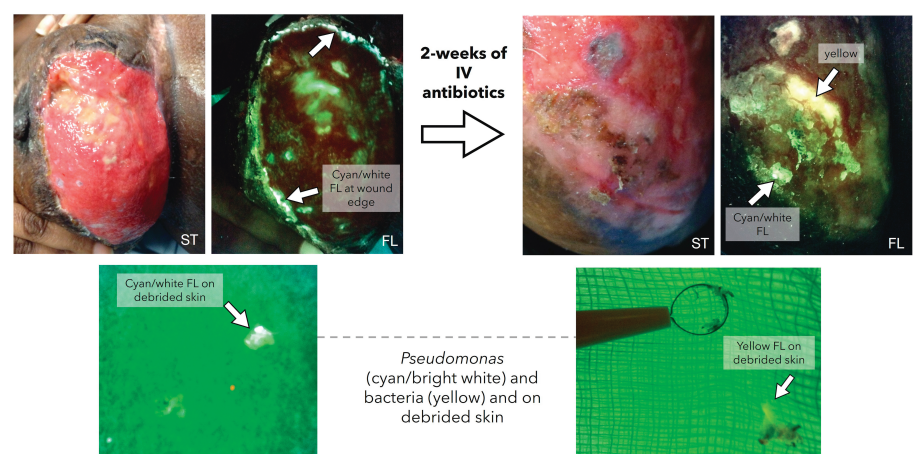 2-weeks of
IV
antibiotics
Cyan/white
FL at wound
edge
ST
FL
yellow
Cyan/white
FL
ST
FL
Cyan/white FL on
debrided skin
Pseudomonas
(cyan/bright white) and
bacteria (yellow) and on
debrided skin
Yellow FL on
debrided skin